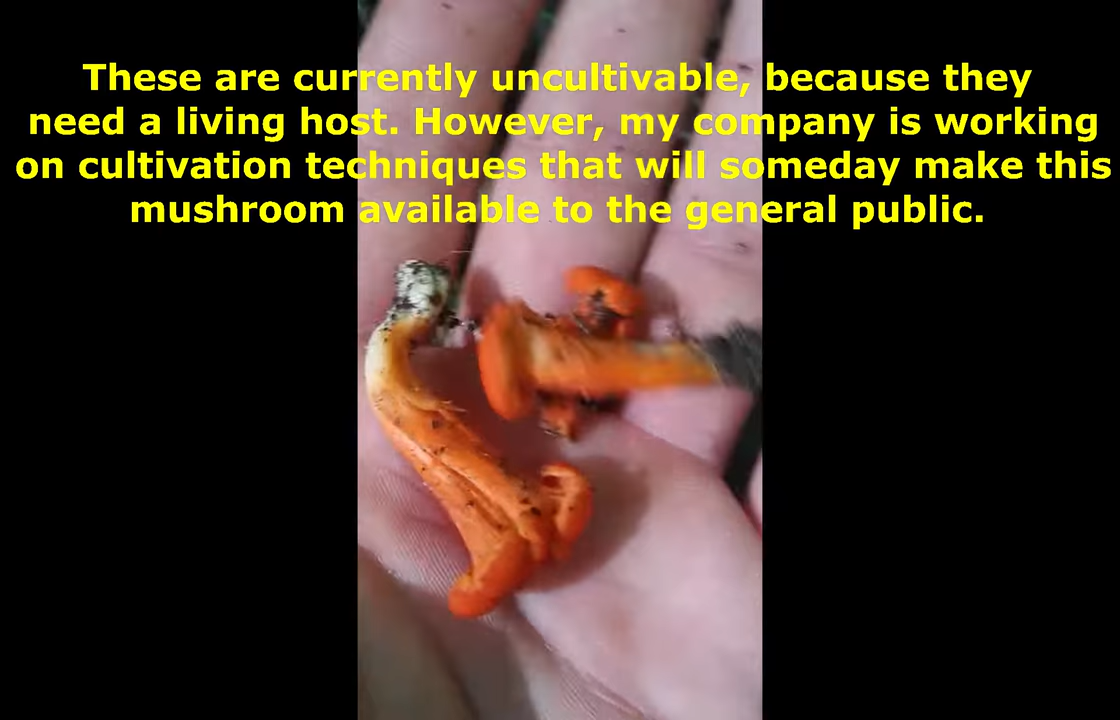 These are currently uncultivable, because they
need a living host. However, my company is working
on cultivation techniques that will someday make this
mushroom available to the general public.